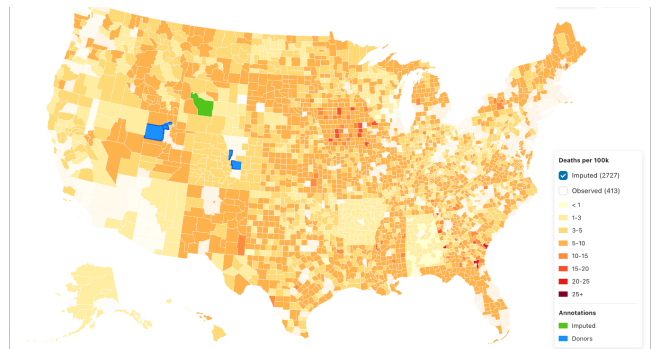 Deaths per 100k
Imputed (2727)
Observed (413)
< 1
1-3
3-5
6-10
10-15
15-20
20-25
25+
Annotations
Imputed
Donors